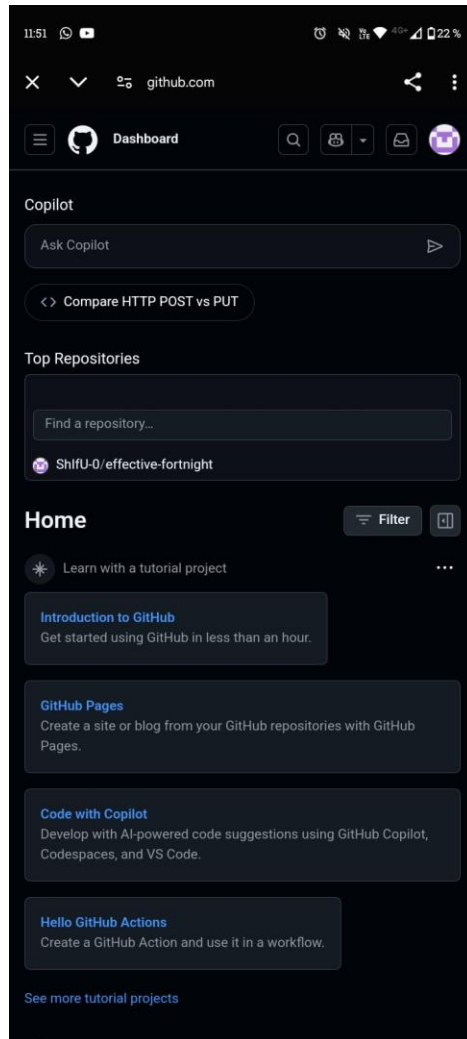 11:51 22 %
Vo LTE 4G+
github.com
Dashboard
Copilot
Ask Copilot
<> Compare HTTP POST vs PUT
Top Repositories
Find a repository…
ShIfU-0/effective-fortnight
Home Filter
Learn with a tutorial project
Introduction to GitHub
Get started using GitHub in less than an hour.
GitHub Pages
Create a site or blog from your GitHub repositories with GitHub
Pages.
Code with Copilot
Develop with AI-powered code suggestions using GitHub Copilot,
Codespaces, and VS Code.
Hello GitHub Actions
Create a GitHub Action and use it in a workflow.
See more tutorial projects